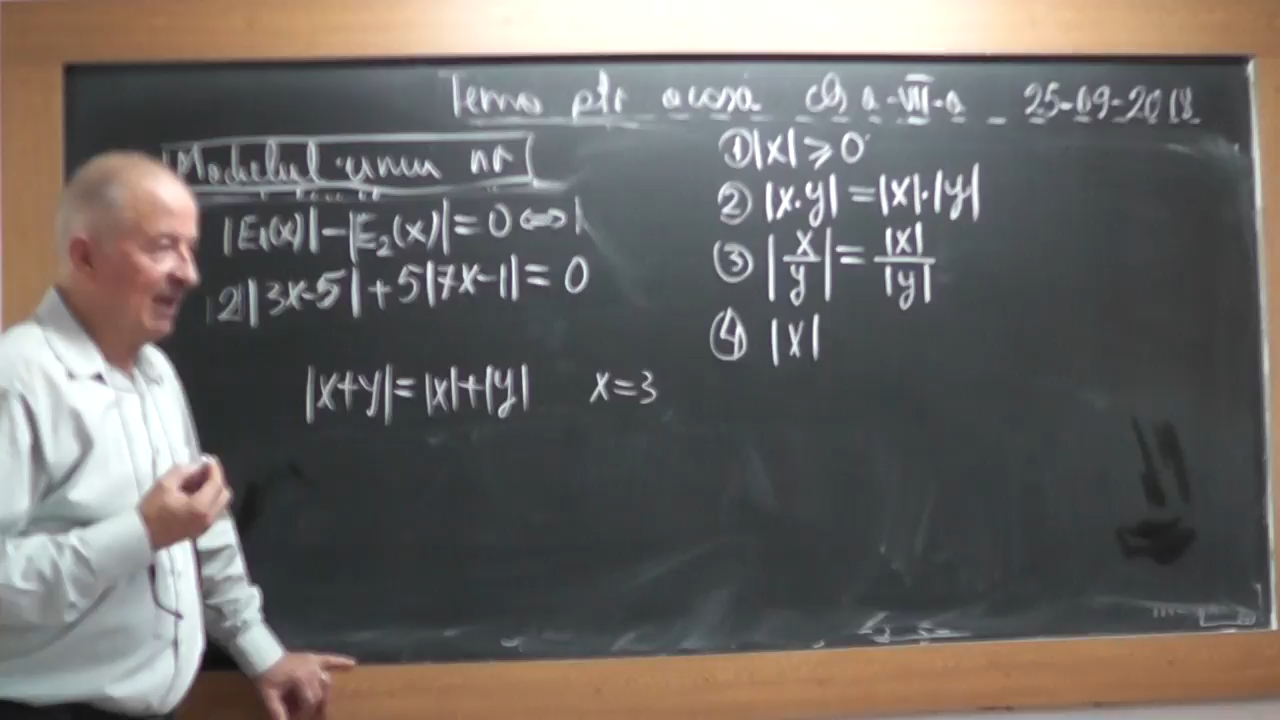 Tema ptr acasă cls a-VII-a 25-09-2018
Modulul unui nr
|E₁(x)|-|E₂(x)|=0⇔|
2|3x-5|+5|7x-1|=0
|x+y|=|x|+|y| x=3
①|x|⩾0
② |x·y|=|x|·|y|
③ |x/y|=|x|/|y|
④ |x|